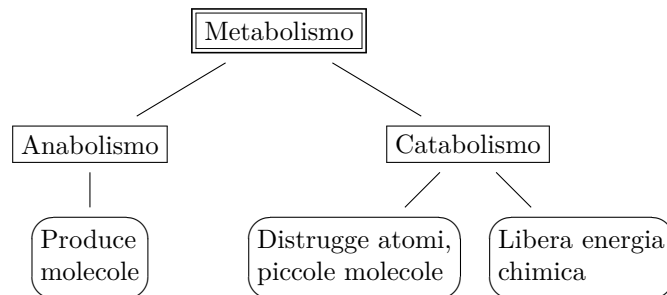 Metabolismo
Anabolismo
Catabolismo
Produce
molecole
Distrugge atomi,
piccole molecole
Libera energia
chimica